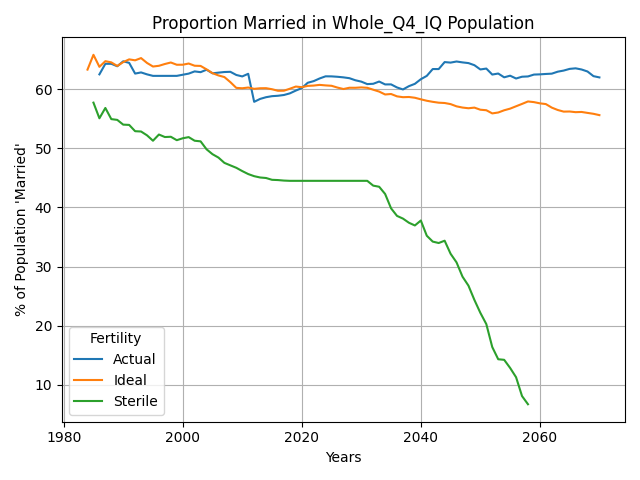 Proportion Married in Whole_Q4_IQ Population
% of Population 'Married'
60
50
40
30
20
10
Fertility
Actual
Ideal
Sterile
1980
2000
2020
2040
2060
Years